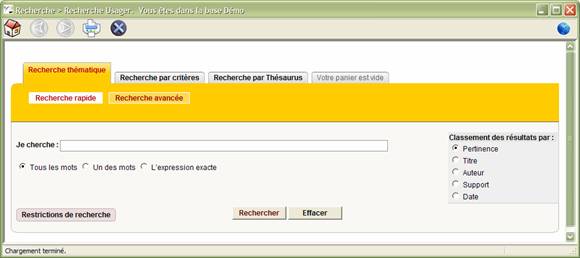 Recherche > Recherche Usager. Vous êtes dans la base Démo
Recherche thématique
Recherche par critères
Recherche par Thésaurus
Votre panier est vide
Recherche rapide
Recherche avancée
Je cherche :
Classement des résultats par :
Pertinence
Titre
Auteur
Support
Date
Tous les mots
Un des mots
L'expression exacte
Restrictions de recherche
Rechercher
Effacer
Chargement terminé.